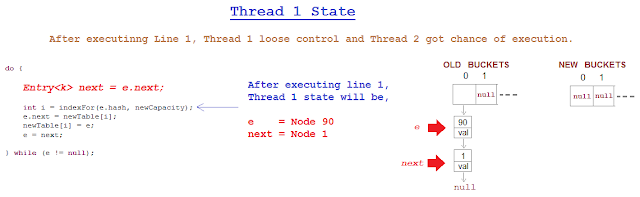 Thread 1 State
After executinng Line 1, Thread 1 loose control and Thread 2 got chance of execution.
do {
Entry<k> next = e.next;
int i = indexFor(e.hash, newCapacity);
e.next = newTable[i];
newTable[i] = e;
e = next;
} while (e != null);
After executing line 1,
Thread 1 state will be,
e = Node 90
next = Node 1
OLD BUCKETS
0 1
null
e
90
val
next
1
val
null
NEW BUCKETS
0 1
null null